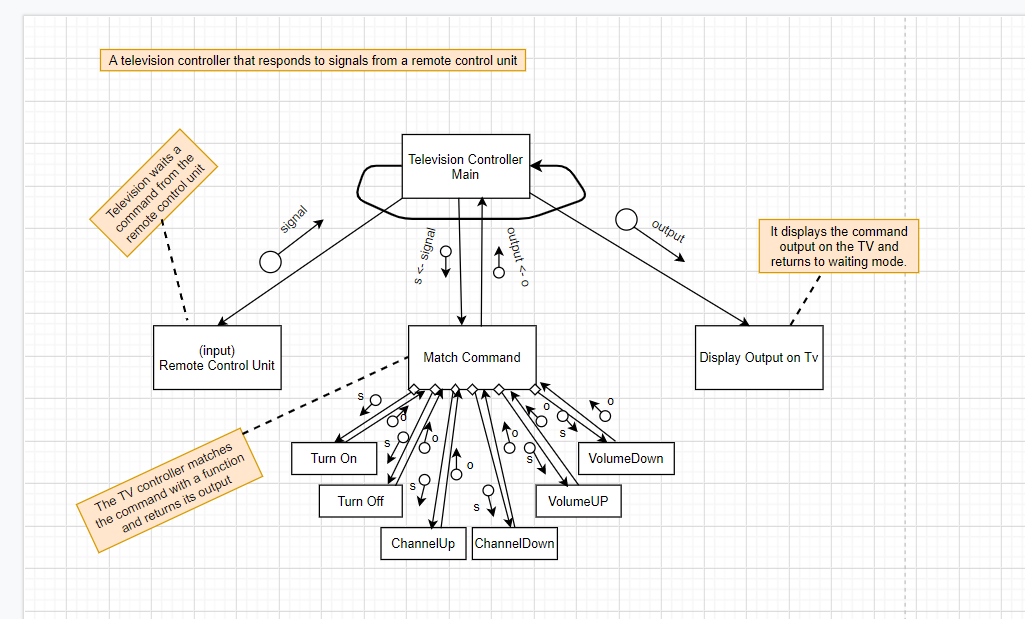 A television controller that responds to signals from a remote control unit
Television Controller
Main
Television waits a
command from the
remote control unit
signal
s <- signal
output <- o
output
It displays the command
output on the TV and
returns to waiting mode.
(input)
Remote Control Unit
Match Command
Display Output on Tv
s
o
s
o
s
o
s
o
s
o
s
o
The TV controller matches
the command with a function
and returns its output
Turn On
VolumeDown
Turn Off
VolumeUP
ChannelUp
ChannelDown